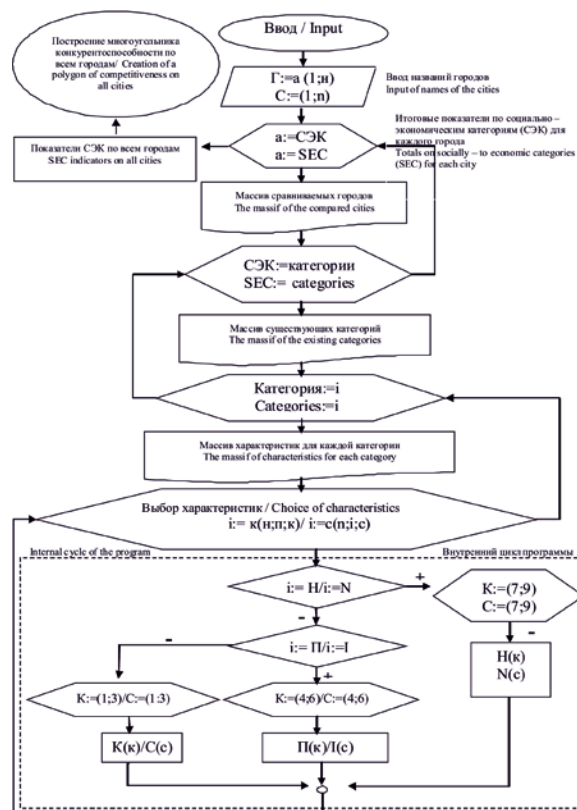 Построение многоугольника
конкурентоспособности по
всем городам/ Creation of a
polygon of competitiveness on
all cities
Ввод / Input
Г:=а (1;н)
С:=(1;n)
Ввод названий городов
Input of names of the cities
Показатели СЭК по всем городам
SEC indicators on all cities
а:=СЭК
a:= SEC
Итоговые показатели по социально –
экономическим категориям (СЭК) для
каждого города
Totals on socially – to economic categories
(SEC) for each city
Массив сравниваемых городов
The massif of the compared cities
СЭК:=категории
SEC:= categories
Массив существующих категорий
The massif of the existing categories
Категория:=i
Categories:=i
Массив характеристик для каждой категории
The massif of characteristics for each category
Выбор характеристик / Choice of characteristics
i:= к(н;п;к)/ i:=c(n;i;c)
Internal cycle of the program
Внутренний цикл программы
i:= Н/i:=N
+
К:=(7;9)
C:=(7;9)
-
i:= П/i:=I
-
-
+
Н(к)
N(c)
К:=(1;3)/C:=(1:3)
К:=(4;6)/C:=(4;6)
К(к)/C(c)
П(к)/I(c)